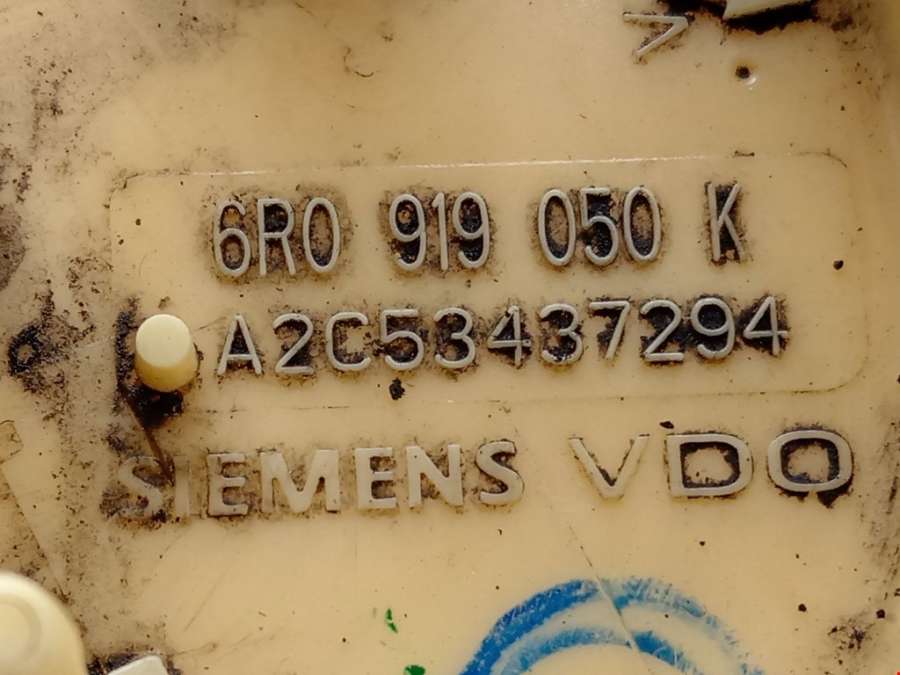 6R0 919 050 K
A2C53437294
SIEMENS VDO